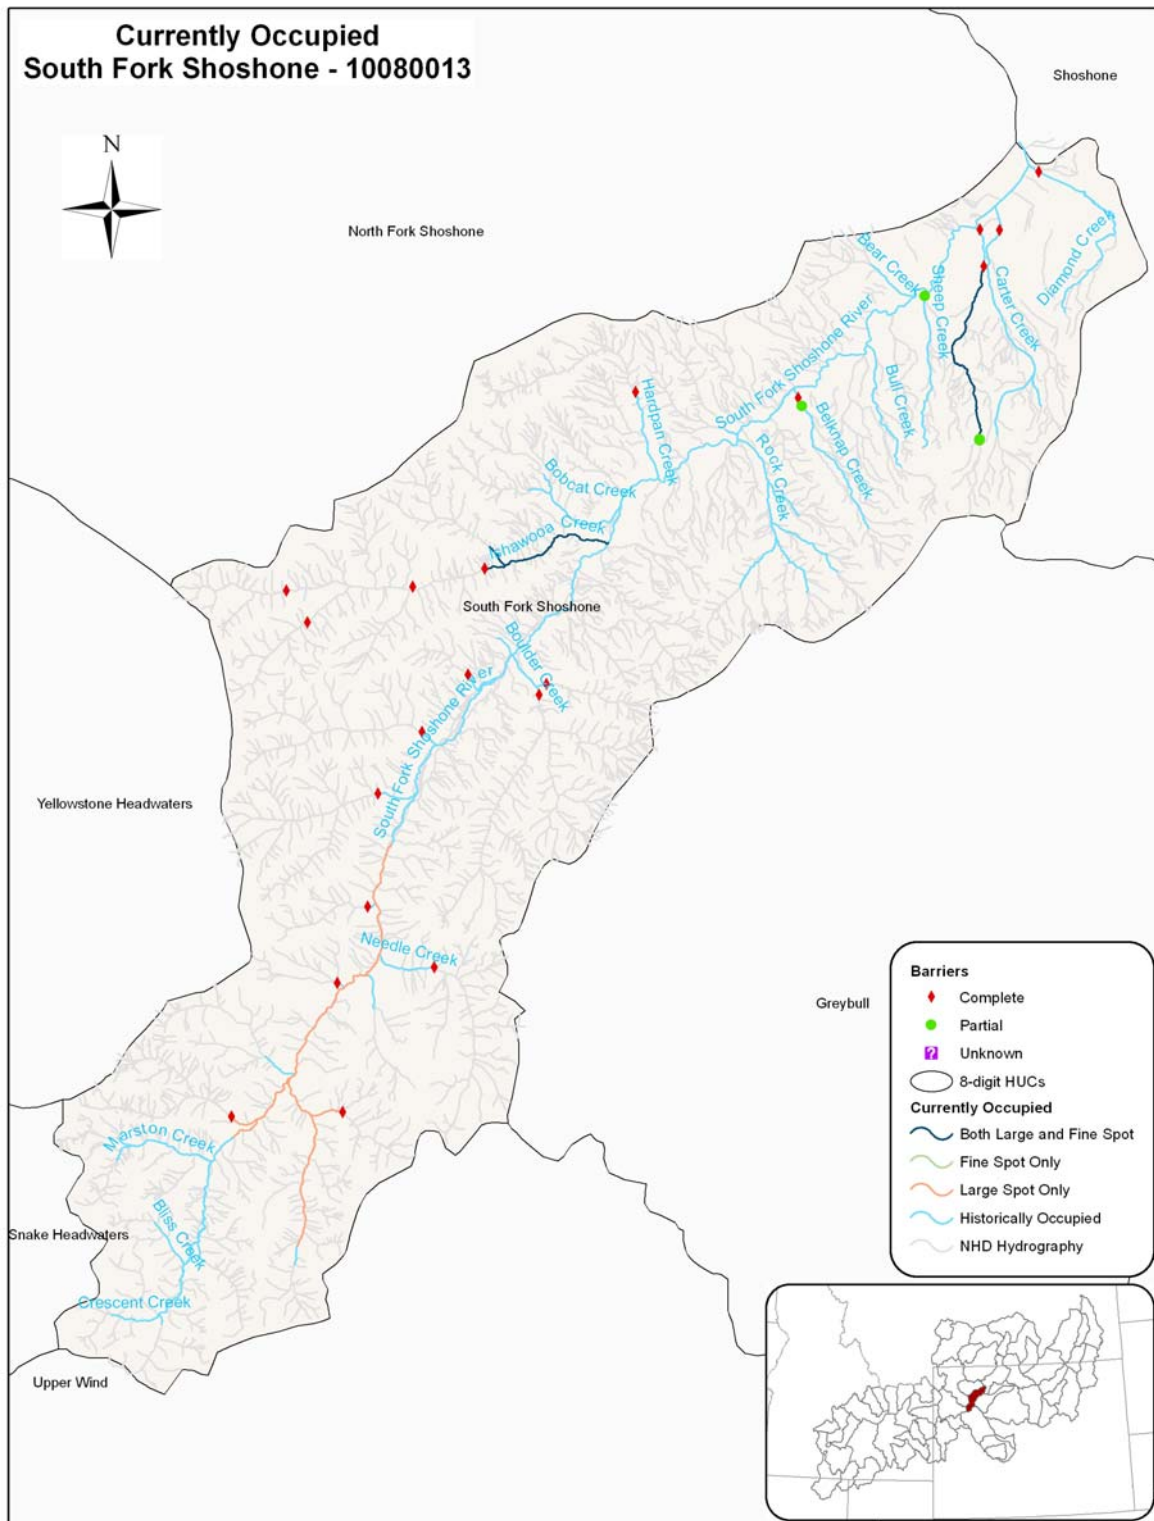 Currently Occupied
South Fork Shoshone - 10080013
Shoshone
N
North Fork Shoshone
Bear Creek
Sheep Creek
Carter Creek
Diamond Creek
South Fork Shoshone River
Bull Creek
Hardpan Creek
Belknap Creek
Rock Creek
Bobcat Creek
Ishawooa Creek
South Fork Shoshone
Boulder Creek
South Fork Shoshone River
Yellowstone Headwaters
Needle Creek
Greybull
Marston Creek
Bliss Creek
Snake Headwaters
Crescent Creek
Upper Wind
Barriers
Complete
Partial
?
Unknown
8-digit HUCs
Currently Occupied
Both Large and Fine Spot
Fine Spot Only
Large Spot Only
Historically Occupied
NHD Hydrography